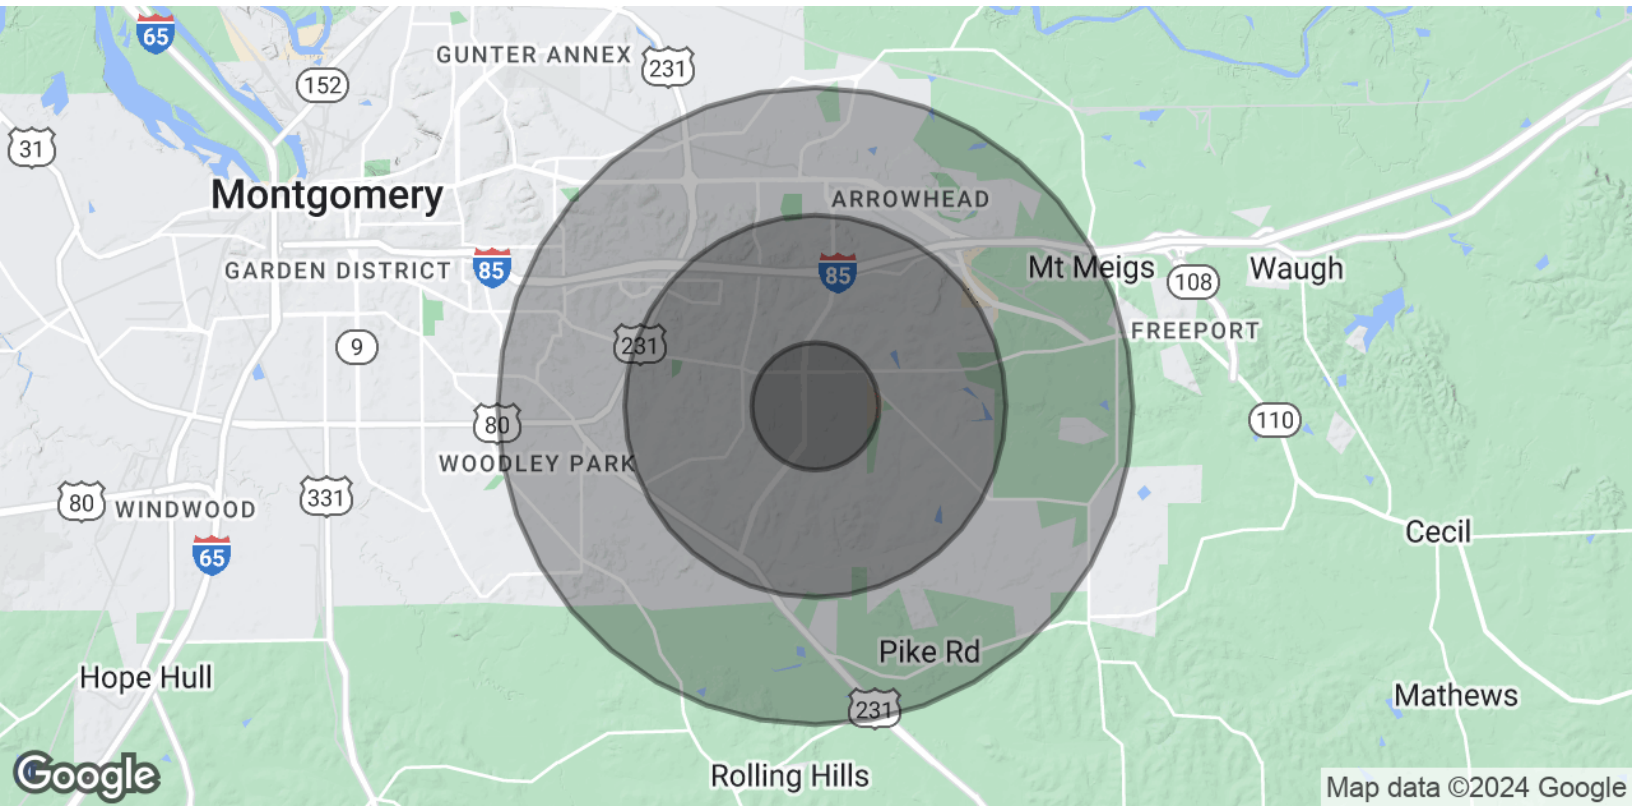 65
GUNTER ANNEX
231
152
31
Montgomery
ARROWHEAD
GARDEN DISTRICT
85
85
Mt Meigs
108
Waugh
FREEPORT
9
231
80
110
WOODLEY PARK
80
WINDWOOD
331
65
Cecil
Pike Rd
Hope Hull
231
Mathews
Rolling Hills
Google
Map data ©2024 Google